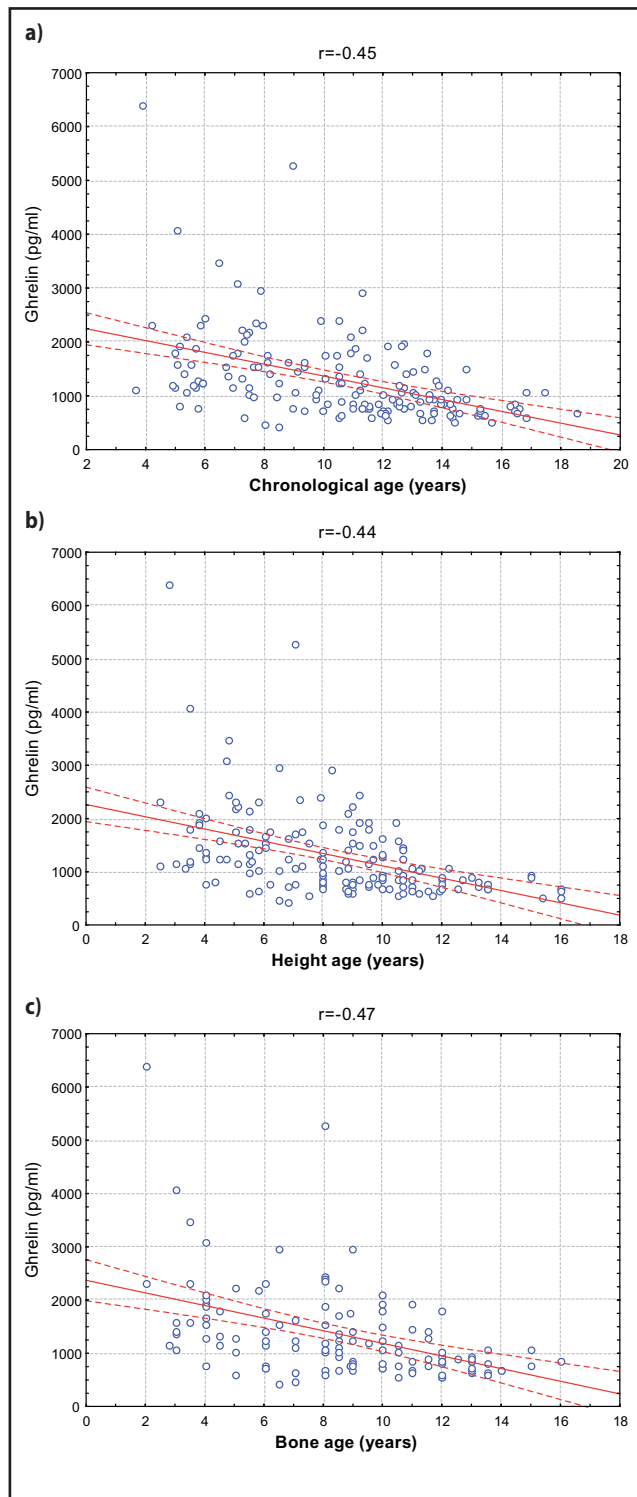 a)
r=-0.45
7000
6000
5000
4000
3000
2000
1000
0
Ghrelin (pg/ml)
2 4 6 8 10 12 14 16 18 20
Chronological age (years)
b)
r=-0.44
7000
6000
5000
4000
3000
2000
1000
0
Ghrelin (pg/ml)
0 2 4 6 8 10 12 14 16 18
Height age (years)
c)
r=-0.47
7000
6000
5000
4000
3000
2000
1000
0
Ghrelin (pg/ml)
0 2 4 6 8 10 12 14 16 18
Bone age (years)